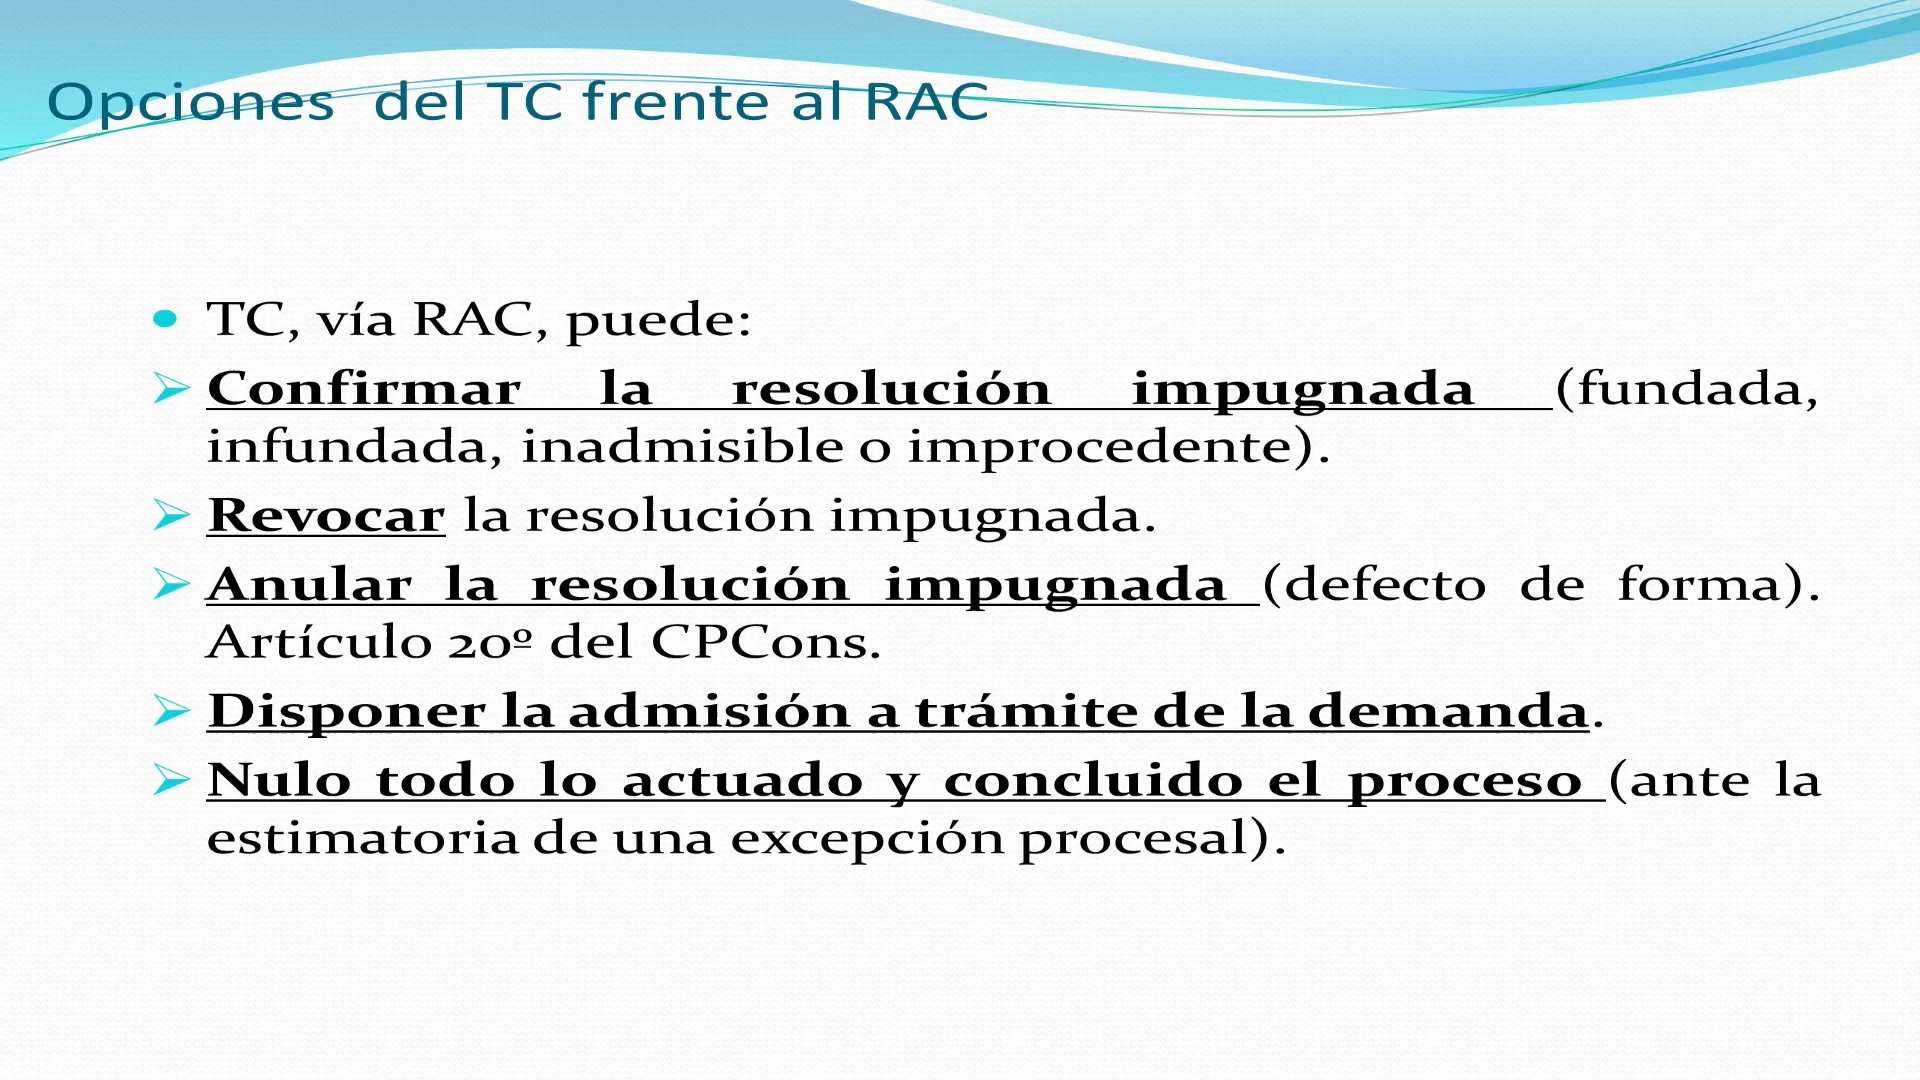 Opciones del TC frente al RAC
• TC, vía RAC, puede:
➢ Confirmar la resolución impugnada (fundada,
infundada, inadmisible o improcedente).
➢ Revocar la resolución impugnada.
➢ Anular la resolución impugnada (defecto de forma).
Artículo 20º del CPCons.
➢ Disponer la admisión a trámite de la demanda.
➢ Nulo todo lo actuado y concluido el proceso (ante la
estimatoria de una excepción procesal).